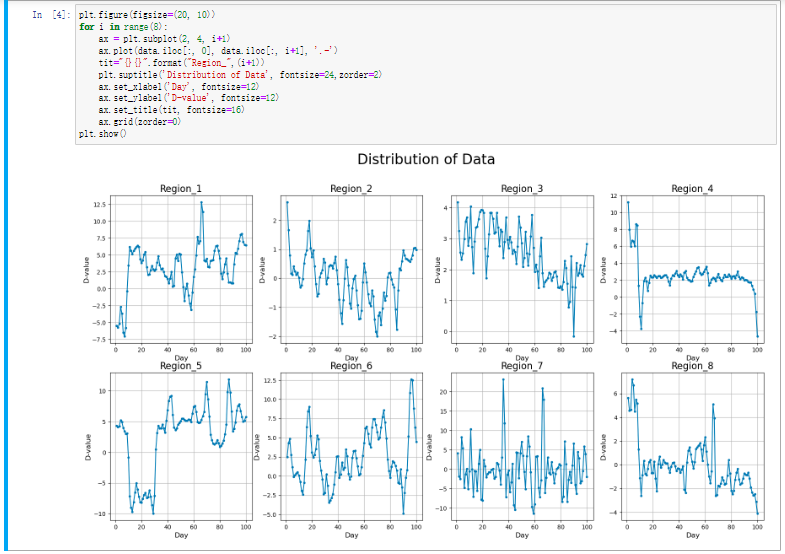 In [4]: plt.figure(figsize=(20, 10))
for i in range(8):
ax = plt.subplot(2, 4, i+1)
ax.plot(data.iloc[:, 0], data.iloc[:, i+1], '.-')
tit="{}{}".format("Region_", (i+1))
plt.suptitle('Distribution of Data', fontsize=24,zorder=2)
ax.set_xlabel('Day', fontsize=12)
ax.set_ylabel('D-value', fontsize=12)
ax.set_title(tit, fontsize=16)
ax.grid(zorder=0)
plt.show()
Distribution of Data
Region_1
12.5
10.0
7.5
5.0
2.5
0.0
−2.5
−5.0
−7.5
D-value
0 20 40 60 80 100
Day
Region_2
2
1
0
−1
−2
D-value
0 20 40 60 80 100
Day
Region_3
4
3
2
1
0
D-value
0 20 40 60 80 100
Day
Region_4
12
10
8
6
4
2
0
−2
−4
D-value
0 20 40 60 80 100
Day
Region_5
10
5
0
−5
−10
D-value
0 20 40 60 80 100
Day
Region_6
12.5
10.0
7.5
5.0
2.5
0.0
−2.5
−5.0
D-value
0 20 40 60 80 100
Day
Region_7
20
15
10
5
0
−5
−10
D-value
0 20 40 60 80 100
Day
Region_8
6
4
2
0
−2
−4
D-value
0 20 40 60 80 100
Day